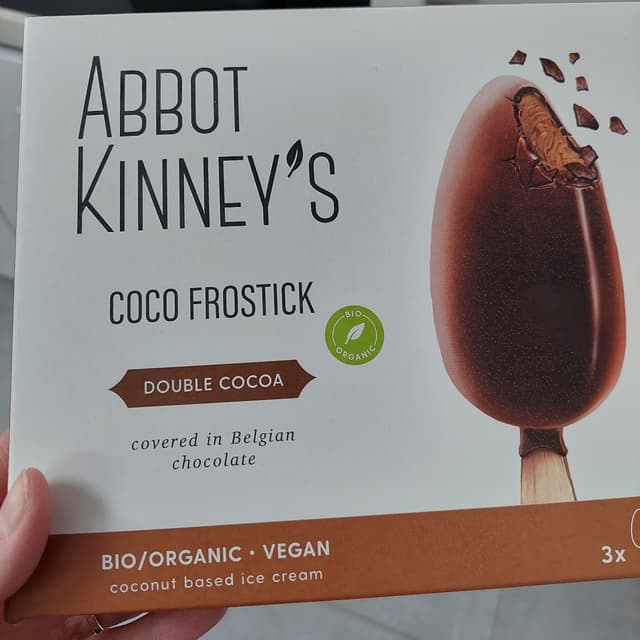 ABBOT
KINNEY'S
COCO FROSTICK
BIO
ORGANIC
DOUBLE COCOA
covered in Belgian
chocolate
BIO/ORGANIC · VEGAN
coconut based ice cream
3x